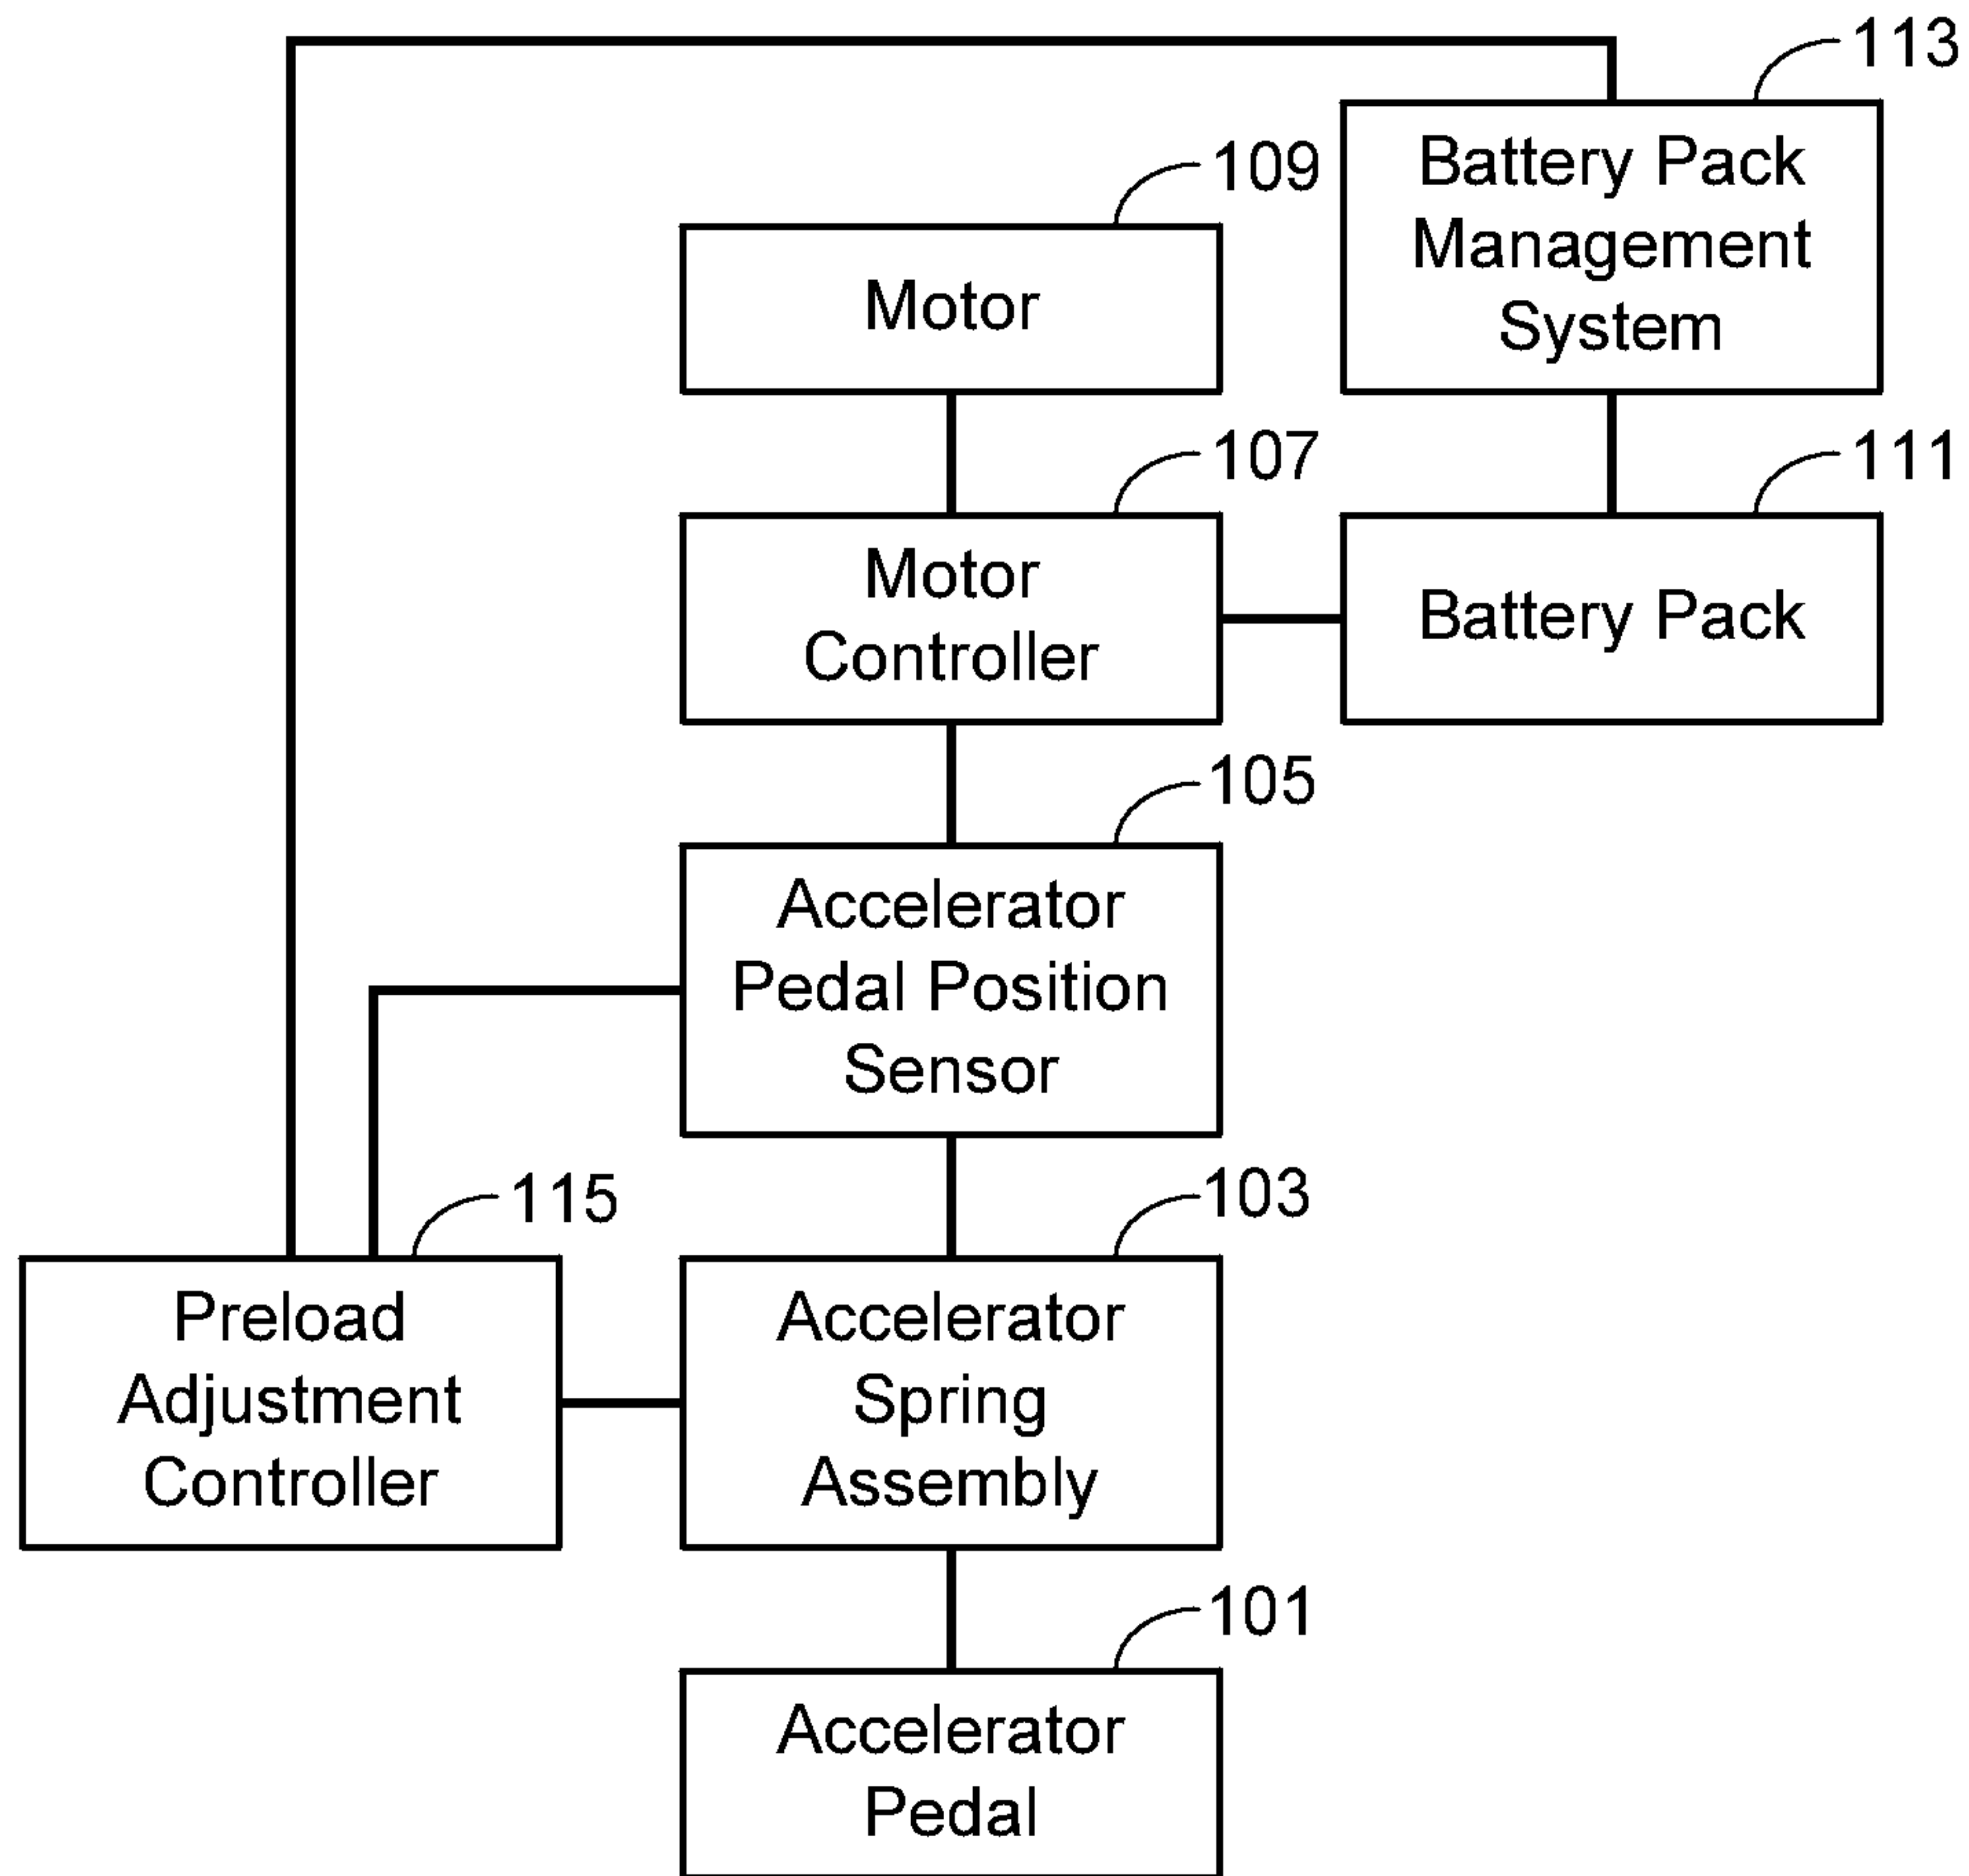 113
Battery Pack
Management
System
109
Motor
107
Motor
Controller
111
Battery Pack
105
Accelerator
Pedal Position
Sensor
115
Preload
Adjustment
Controller
103
Accelerator
Spring
Assembly
101
Accelerator
Pedal